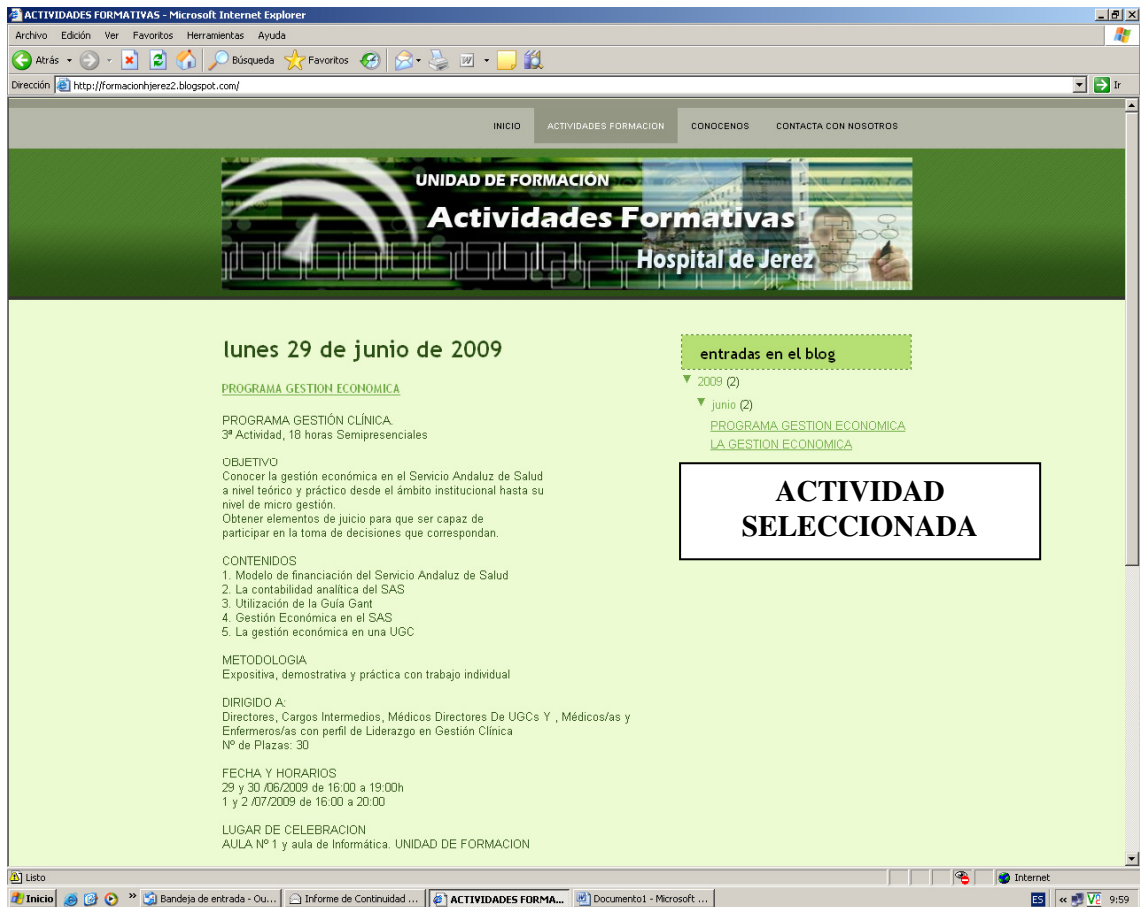 ACTIVIDADES FORMATIVAS - Microsoft Internet Explorer
Archivo Edición Ver Favoritos Herramientas Ayuda
Atrás Búsqueda Favoritos
Dirección http://formacionhjerez2.blogspot.com/ Ir
INICIO ACTIVIDADES FORMACION CONOCENOS CONTACTA CON NOSOTROS
UNIDAD DE FORMACIÓN
Actividades Formativas
Hospital de Jerez
lunes 29 de junio de 2009
PROGRAMA GESTION ECONOMICA
PROGRAMA GESTIÓN CLÍNICA.
3ª Actividad, 18 horas Semipresenciales
OBJETIVO
Conocer la gestión económica en el Servicio Andaluz de Salud
a nivel teórico y práctico desde el ámbito institucional hasta su
nivel de micro gestión.
Obtener elementos de juicio para que ser capaz de
participar en la toma de decisiones que correspondan.
CONTENIDOS
1. Modelo de financiación del Servicio Andaluz de Salud
2. La contabilidad analítica del SAS
3. Utilización de la Guía Gant
4. Gestión Económica en el SAS
5. La gestión económica en una UGC
METODOLOGIA
Expositiva, demostrativa y práctica con trabajo individual
DIRIGIDO A:
Directores, Cargos Intermedios, Médicos Directores De UGCs Y , Médicos/as y
Enfermeros/as con perfil de Liderazgo en Gestión Clínica
Nº de Plazas: 30
FECHA Y HORARIOS
29 y 30 /06/2009 de 16:00 a 19:00h
1 y 2 /07/2009 de 16:00 a 20:00
LUGAR DE CELEBRACION
AULA Nº 1 y aula de Informática. UNIDAD DE FORMACION
entradas en el blog
2009 (2)
junio (2)
PROGRAMA GESTION ECONOMICA
LA GESTION ECONOMICA
ACTIVIDAD
SELECCIONADA
Listo Internet
Inicio » Bandeja de entrada - Ou... Informe de Continuidad ... ACTIVIDADES FORMA... Documento1 - Microsoft ... ES « 9:59